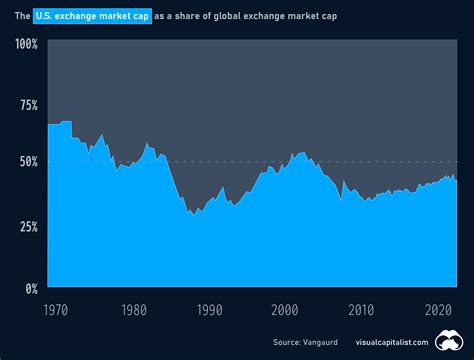 The U.S. exchange market cap as a share of global exchange market cap
100%
75%
50%
25%
0%
1970 1980 1990 2000 2010 2020
Source: Vangaurd visualcapitalist.com